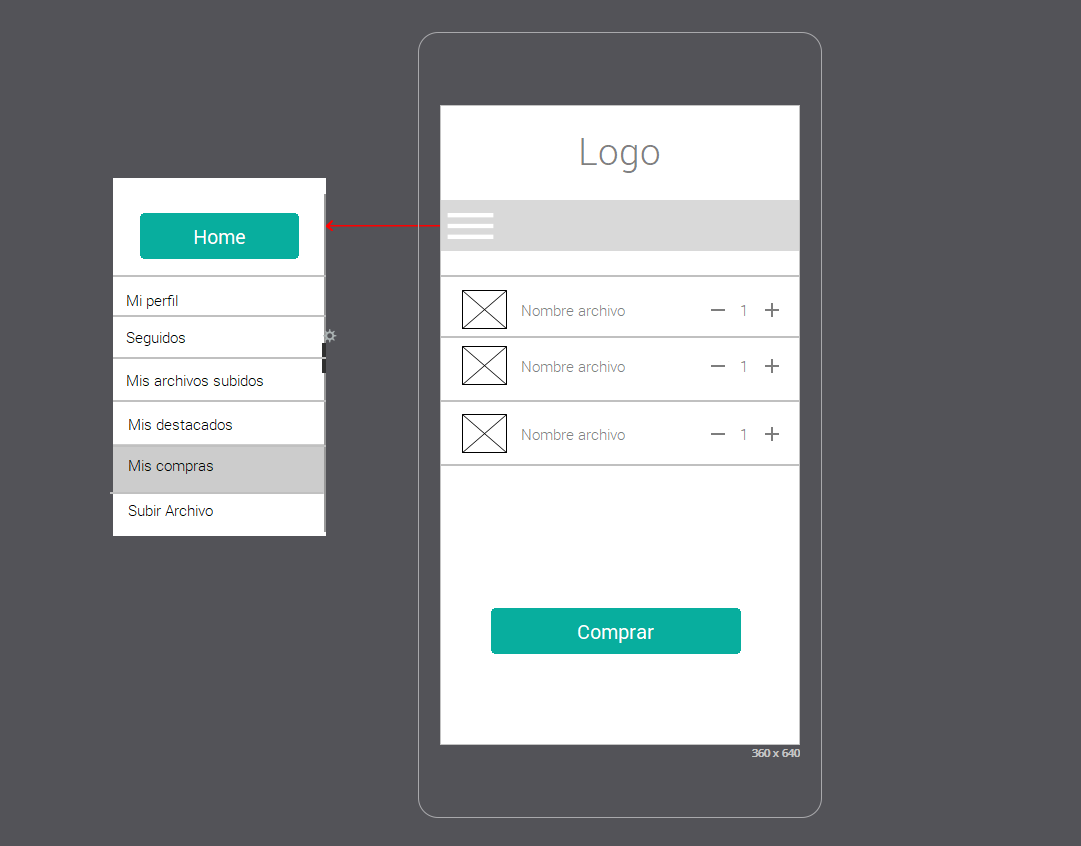 Logo
Home
Mi perfil
Seguidos
Mis archivos subidos
Mis destacados
Mis compras
Subir Archivo
Nombre archivo 1
Nombre archivo 1
Nombre archivo 1
Comprar
360 x 640